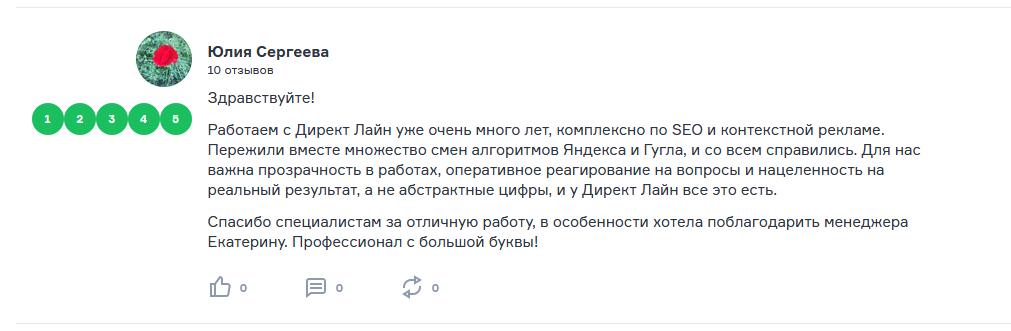 Юлия Сергеева
10 отзывов
1 2 3 4 5
Здравствуйте!
Работаем с Директ Лайн уже очень много лет, комплексно по SEO и контекстной рекламе.
Пережили вместе множество смен алгоритмов Яндекса и Гугла, и со всем справились. Для нас
важна прозрачность в работах, оперативное реагирование на вопросы и нацеленность на
реальный результат, а не абстрактные цифры, и у Директ Лайн все это есть.
Спасибо специалистам за отличную работу, в особенности хотела поблагодарить менеджера
Екатерину. Профессионал с большой буквы!
0 0 0